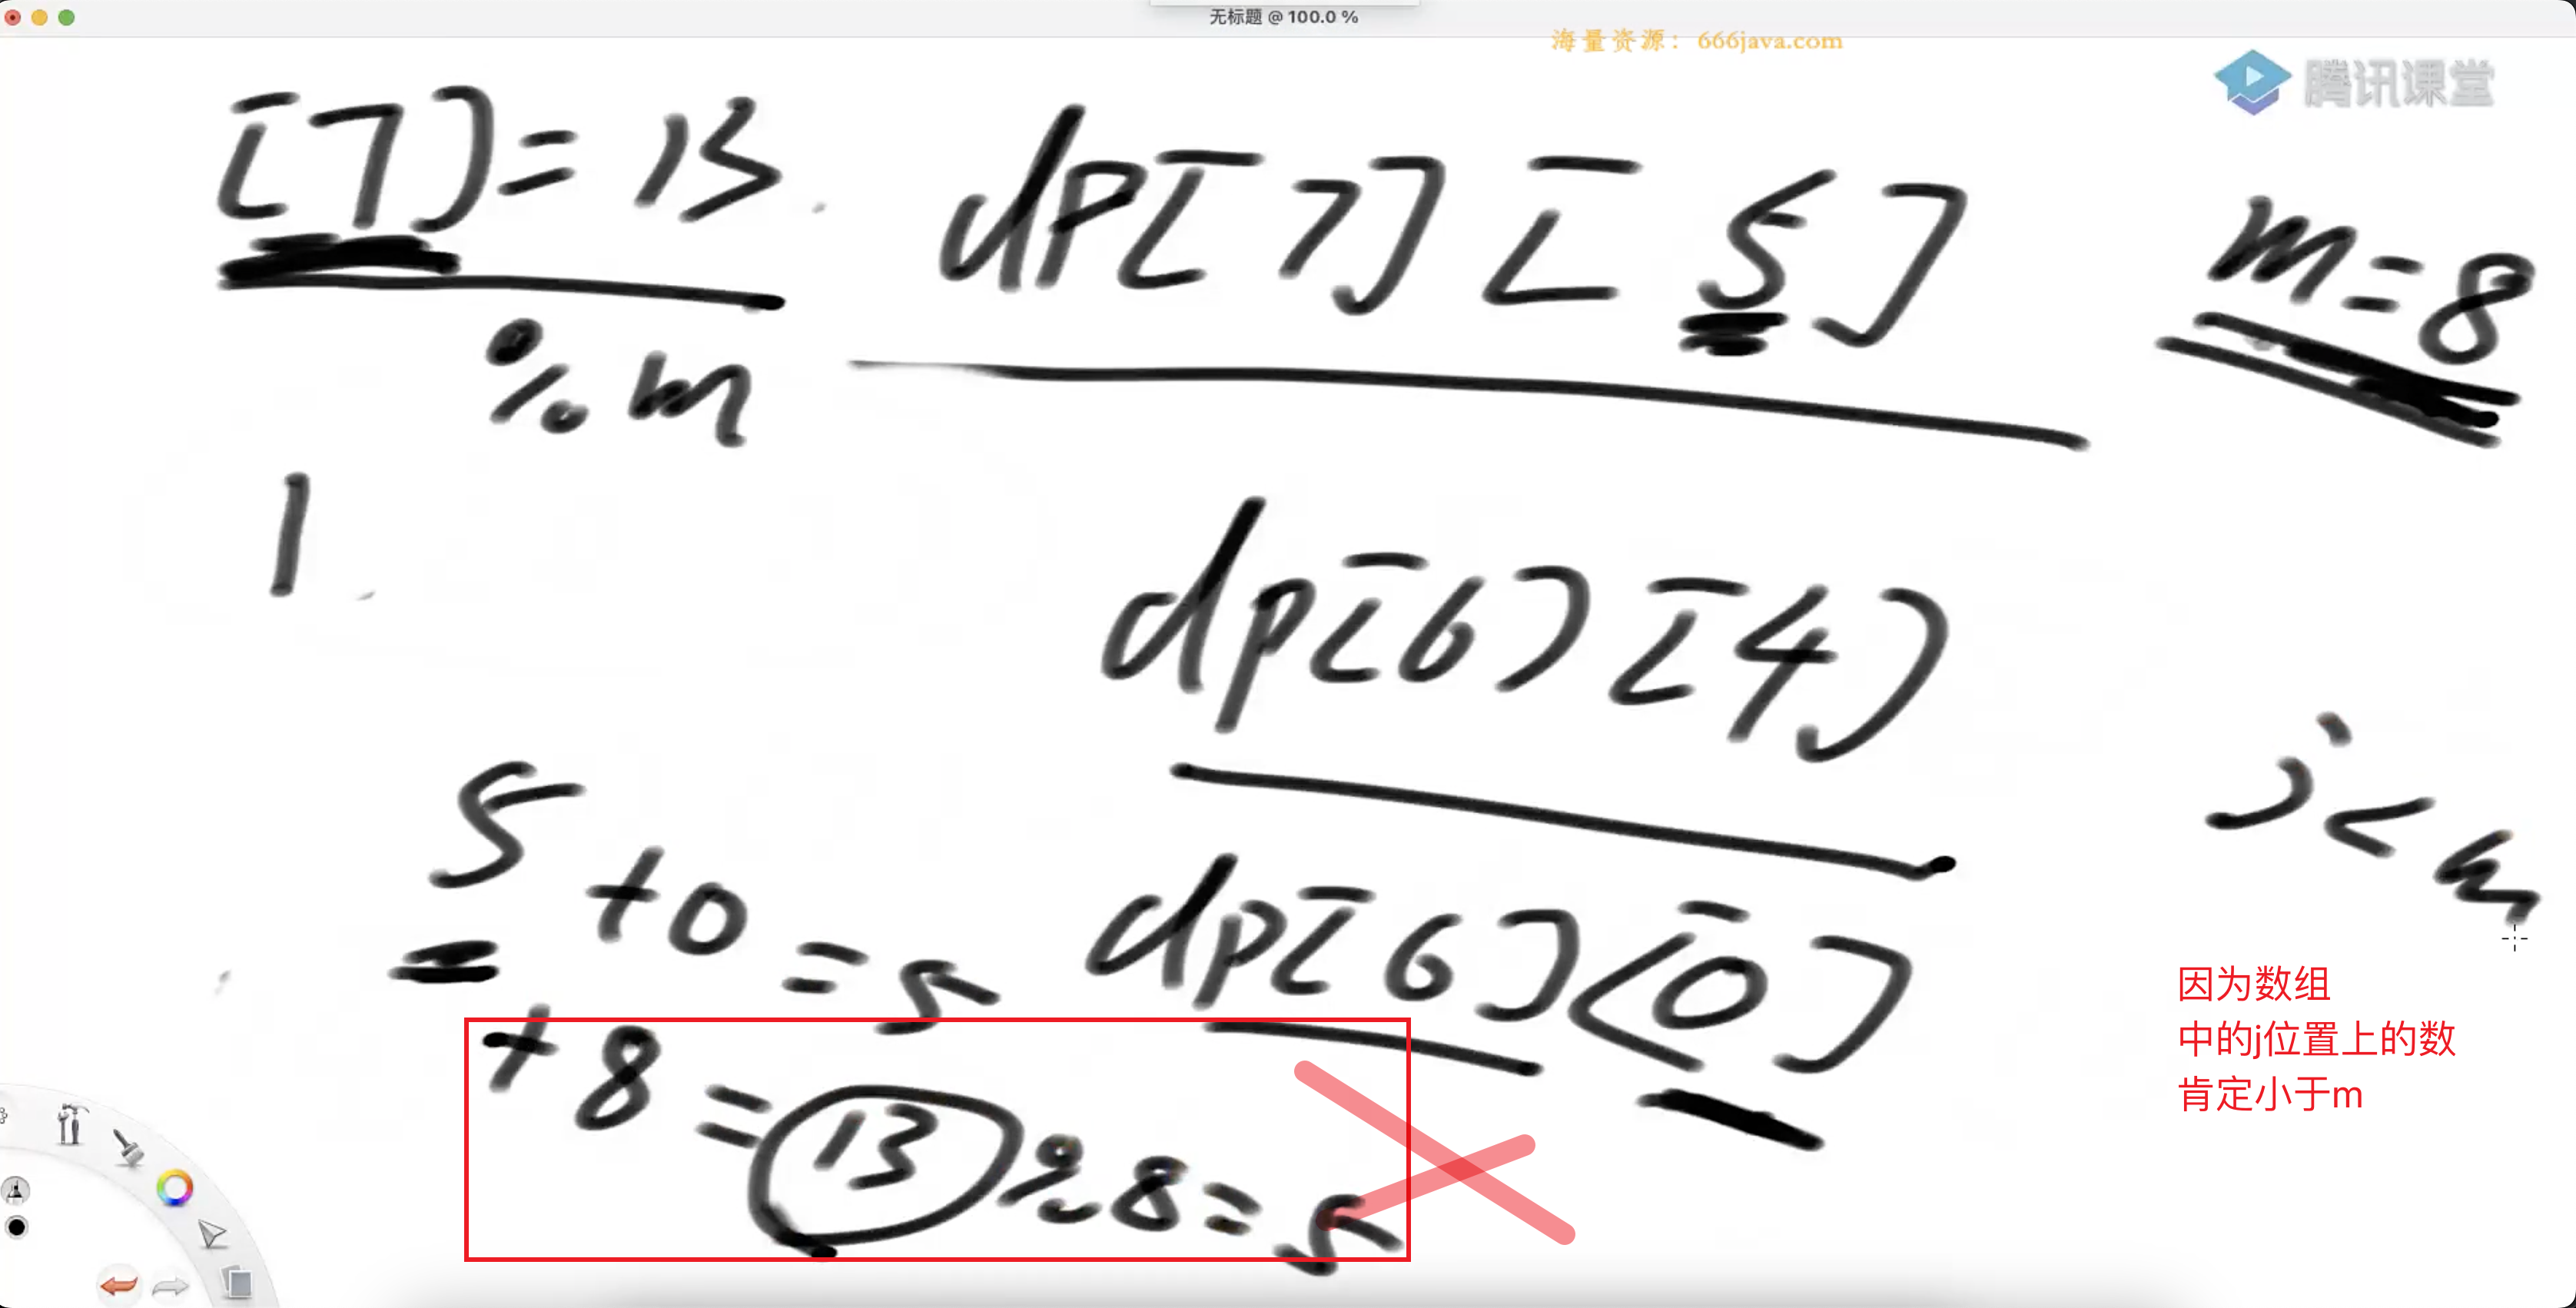 无标题 @ 100.0 %
海量资源：666java.com
腾讯课堂
[7] = 13
dp[7][5]
m=8
%m
1
dp[6][4]
j<m
5
+0
=5
dp[6][0]
+8
=
13
%8=5
因为数组
中的j位置上的数
肯定小于m